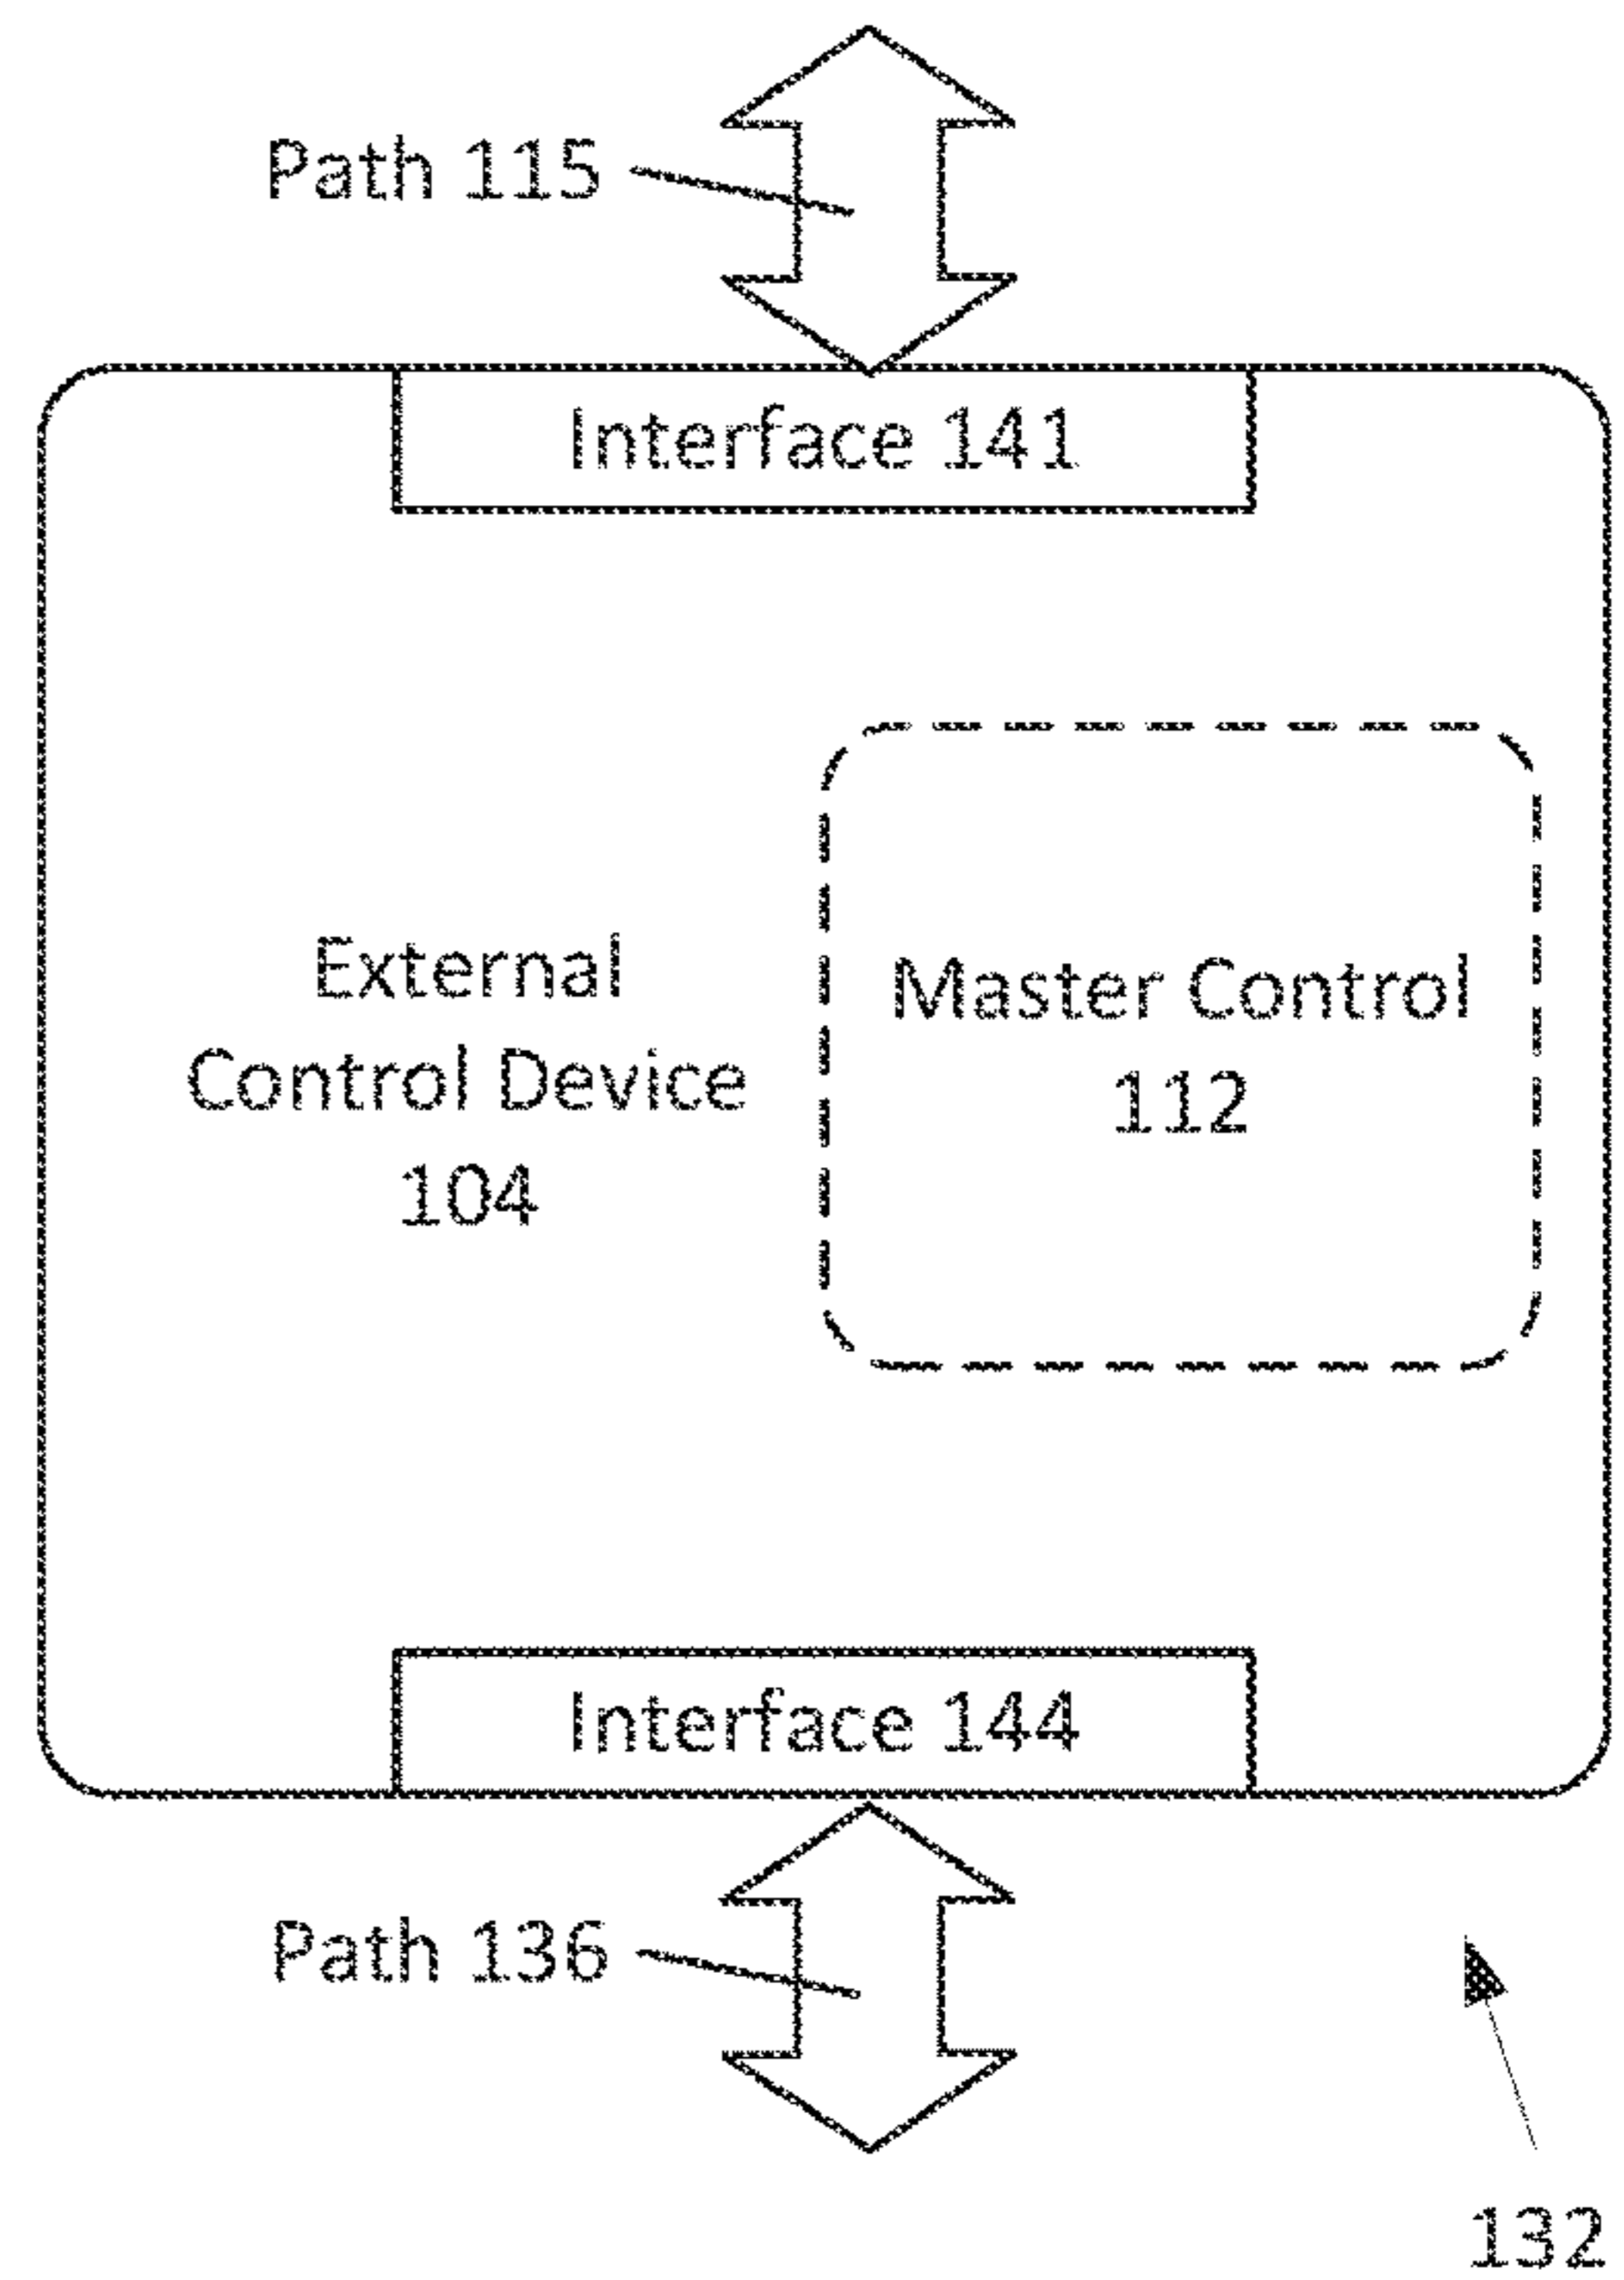 Path 115
Interface 141
External
Control Device
104
Master Control
112
Interface 144
Path 136
132